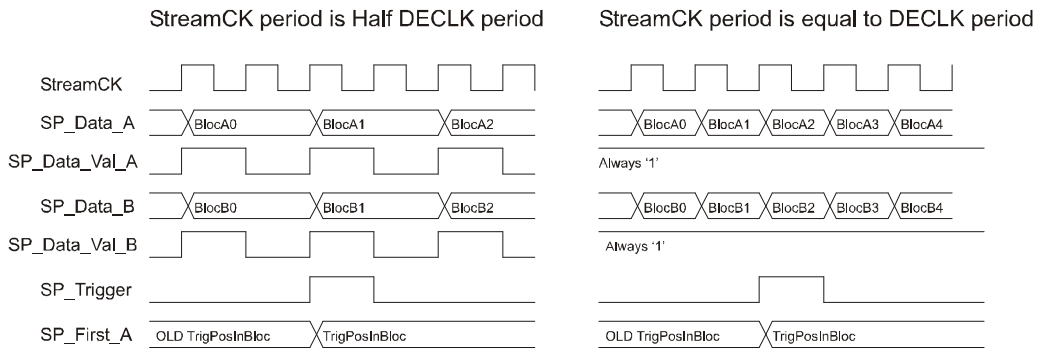 StreamCK period is Half DECLK period
StreamCK period is equal to DECLK period
StreamCK
SP_Data_A
BlocA0
BlocA1
BlocA2
BlocA0
BlocA1
BlocA2
BlocA3
BlocA4
SP_Data_Val_A
Always ‘1’
SP_Data_B
BlocB0
BlocB1
BlocB2
BlocB0
BlocB1
BlocB2
BlocB3
BlocB4
SP_Data_Val_B
Always ‘1’
SP_Trigger
SP_First_A
OLD TrigPosInBloc
TrigPosInBloc
OLD TrigPosInBloc
TrigPosInBloc